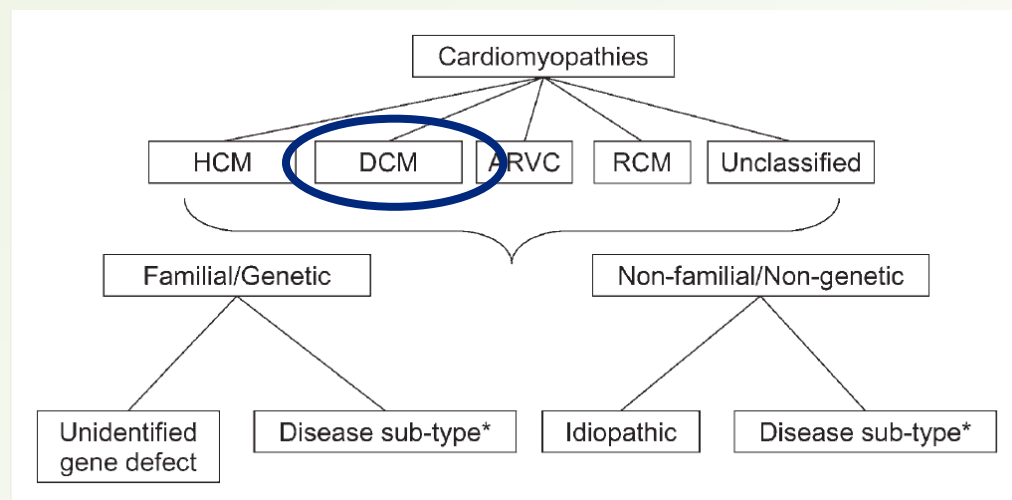 Cardiomyopathies
HCM
DCM
ARVC
RCM
Unclassified
Familial/Genetic
Non-familial/Non-genetic
Unidentified
gene defect
Disease sub-type*
Idiopathic
Disease sub-type*